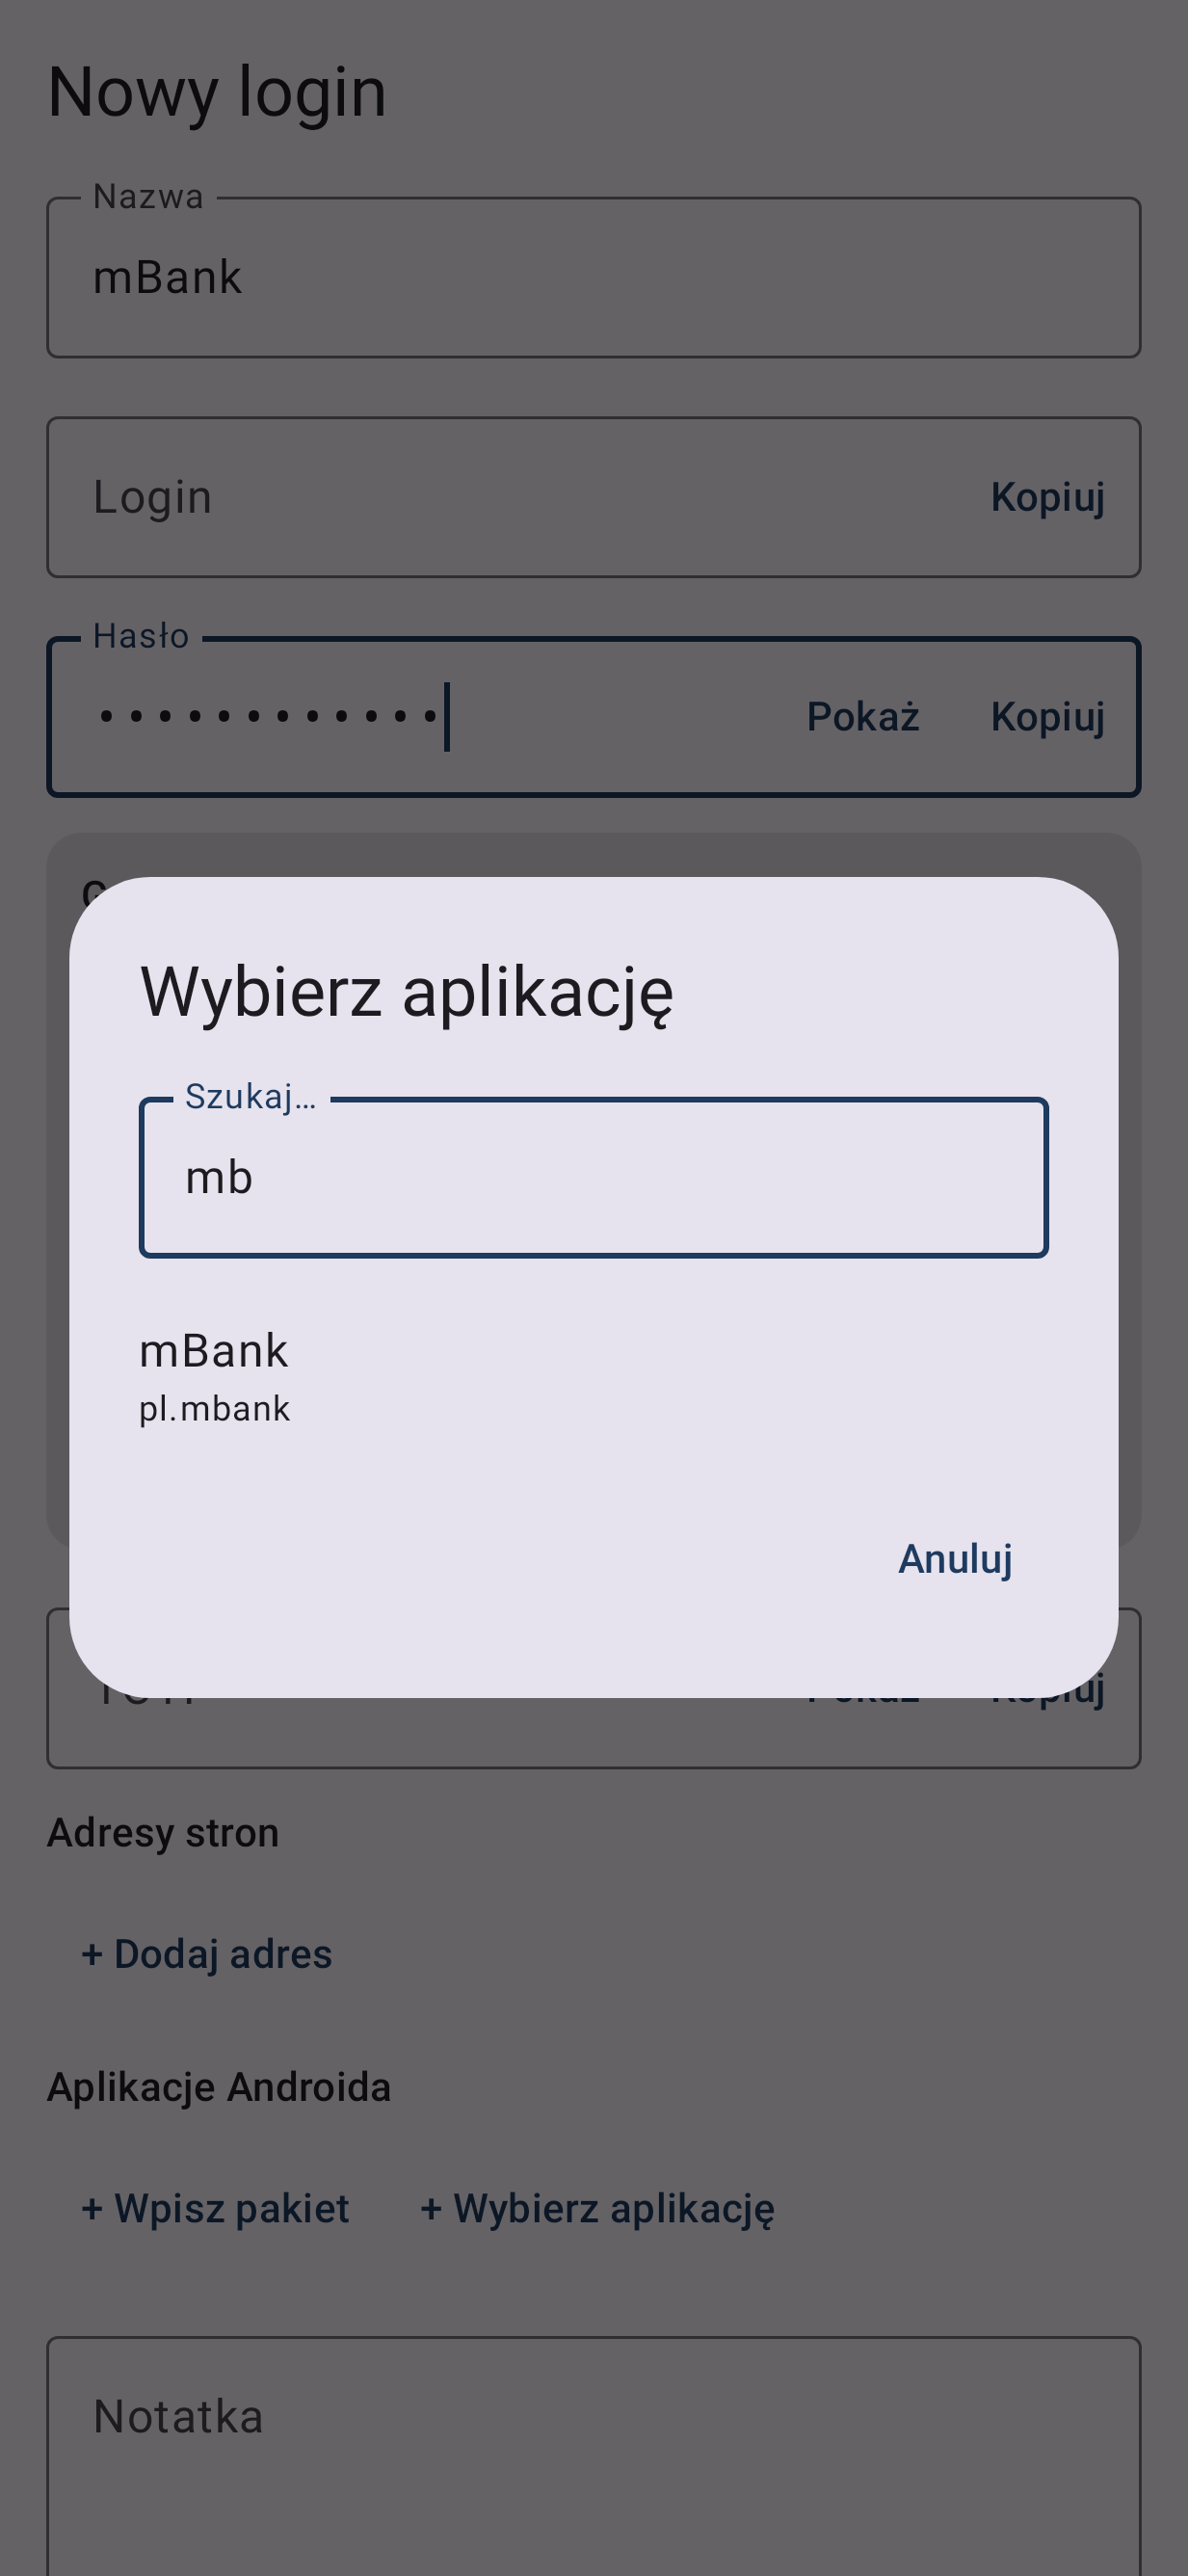 Nowy login
Nazwa
mBank
Login
Kopiuj
Hasło
Pokaż
Kopiuj
Wybierz aplikację
Szukaj...
mb
mBank
pl.mbank
Anuluj
Kopiuj
Adresy stron
+ Dodaj adres
Aplikacje Androida
+ Wpisz pakiet
+ Wybierz aplikację
Notatka